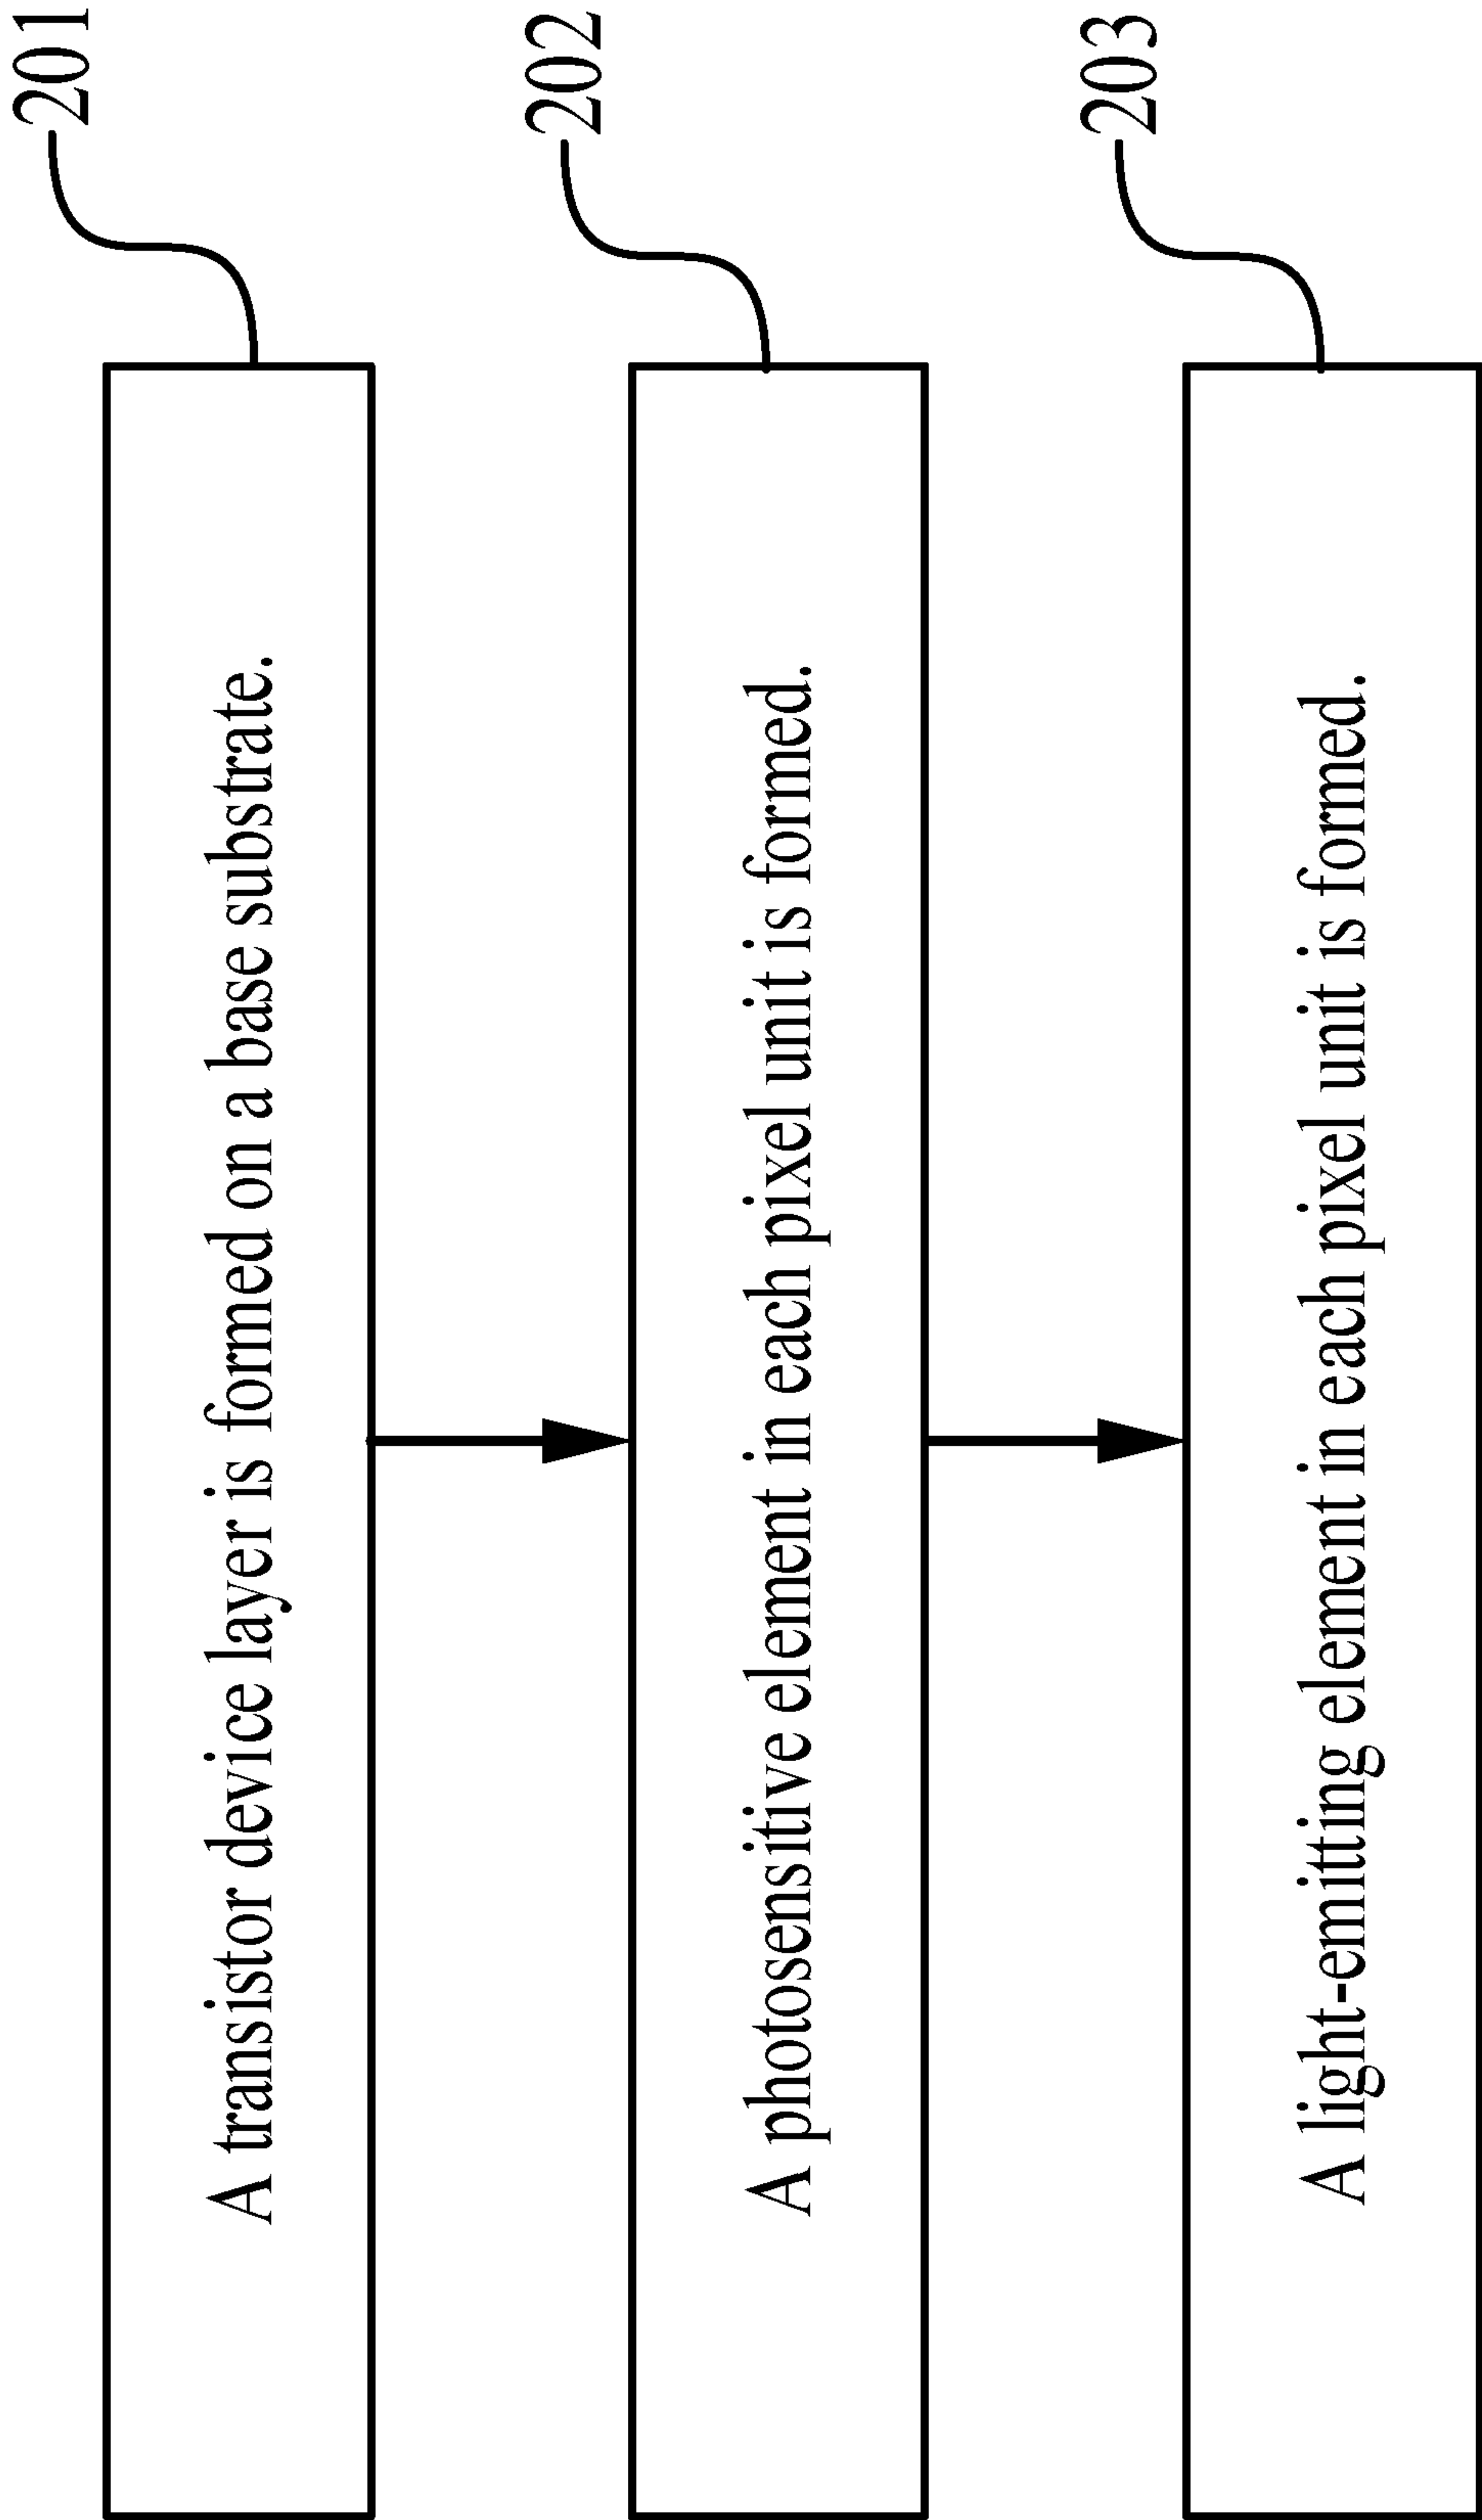 201
A transistor device layer is formed on a base substrate.
202
A photosensitive element in each pixel unit is formed.
203
A light-emitting element in each pixel unit is formed.